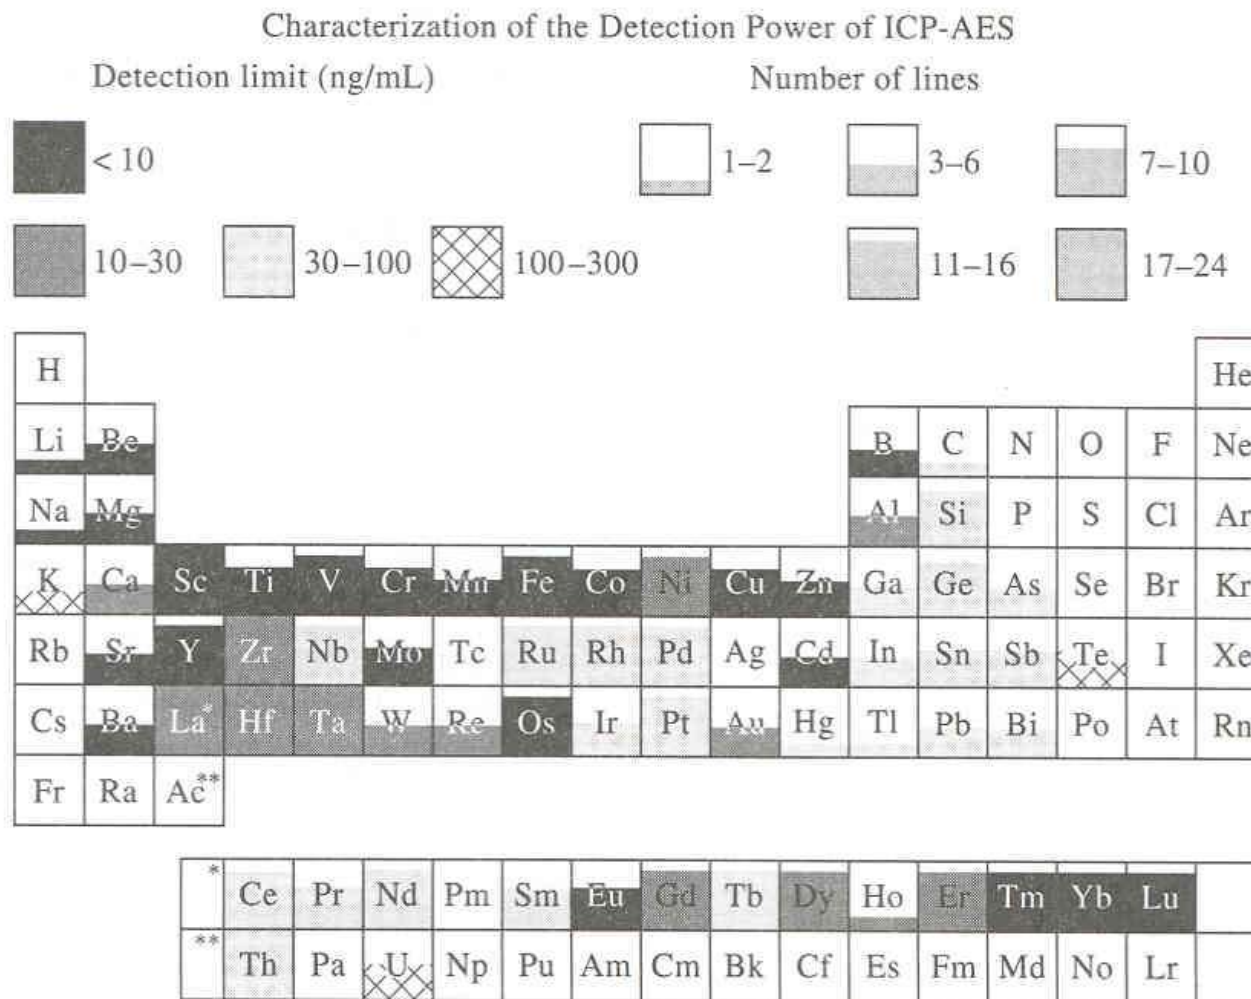 Characterization of the Detection Power of ICP-AES
Detection limit (ng/mL) Number of lines
< 10 1–2 3–6 7–10
10–30 30–100 100–300 11–16 17–24
H He
Li Be B C N O F Ne
Na Mg Al Si P S Cl Ar
K Ca Sc Ti V Cr Mn Fe Co Ni Cu Zn Ga Ge As Se Br Kr
Rb Sr Y Zr Nb Mo Tc Ru Rh Pd Ag Cd In Sn Sb Te I Xe
Cs Ba La* Hf Ta W Re Os Ir Pt Au Hg Tl Pb Bi Po At Rn
Fr Ra Ac**
* Ce Pr Nd Pm Sm Eu Gd Tb Dy Ho Er Tm Yb Lu
** Th Pa U Np Pu Am Cm Bk Cf Es Fm Md No Lr